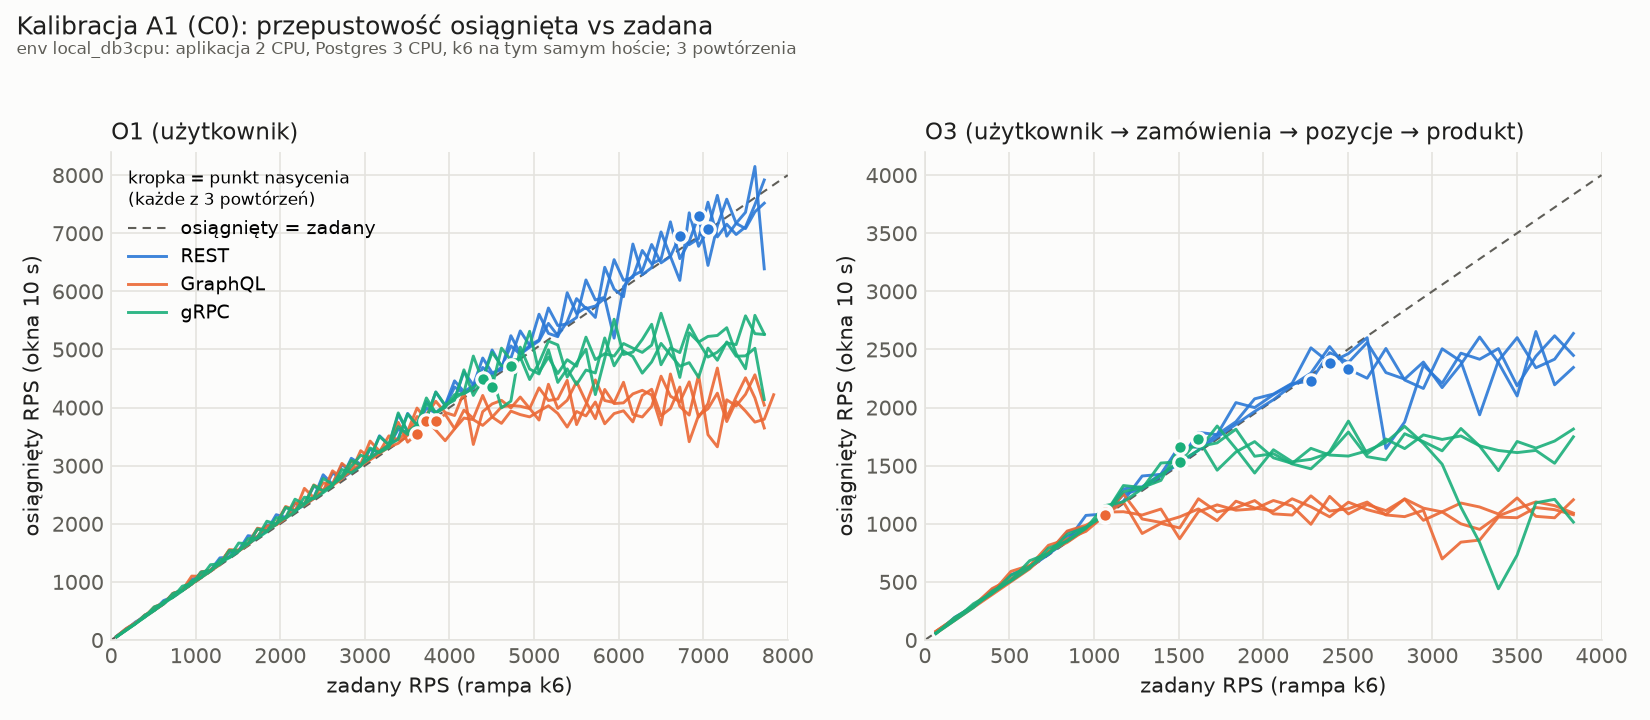 Kalibracja A1 (C0): przepustowość osiągnięta vs zadana
env local_db3cpu: aplikacja 2 CPU, Postgres 3 CPU, k6 na tym samym hoście; 3 powtórzenia
O1 (użytkownik)
kropka = punkt nasycenia
(każde z 3 powtórzeń)
osiągnięty = zadany
REST
GraphQL
gRPC
osiągnięty RPS (okna 10 s)
8000
7000
6000
5000
4000
3000
2000
1000
0
0 1000 2000 3000 4000 5000 6000 7000 8000
zadany RPS (rampa k6)
O3 (użytkownik → zamówienia → pozycje → produkt)
osiągnięty RPS (okna 10 s)
4000
3500
3000
2500
2000
1500
1000
500
0
0 500 1000 1500 2000 2500 3000 3500 4000
zadany RPS (rampa k6)